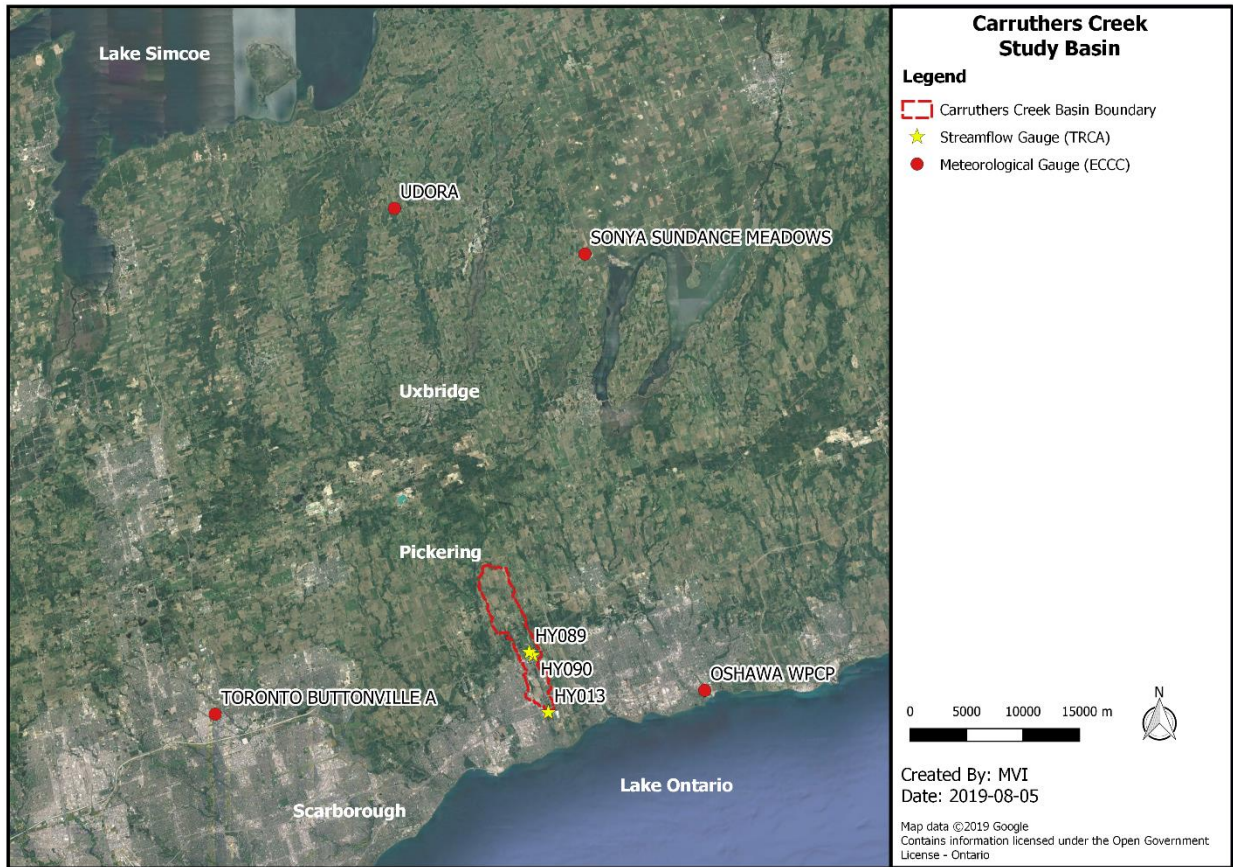 Lake Simcoe
UDORA
SONYA SUNDANCE MEADOWS
Uxbridge
Pickering
HY089
HY090
HY013
OSHAWA WPCP
TORONTO BUTTONVILLE A
Lake Ontario
Scarborough
Carruthers Creek
Study Basin
Legend
Carruthers Creek Basin Boundary
Streamflow Gauge (TRCA)
Meteorological Gauge (ECCC)
N
0 5000 10000 15000 m
Created By: MVI
Date: 2019-08-05
Map data ©2019 Google
Contains information licensed under the Open Government
License - Ontario